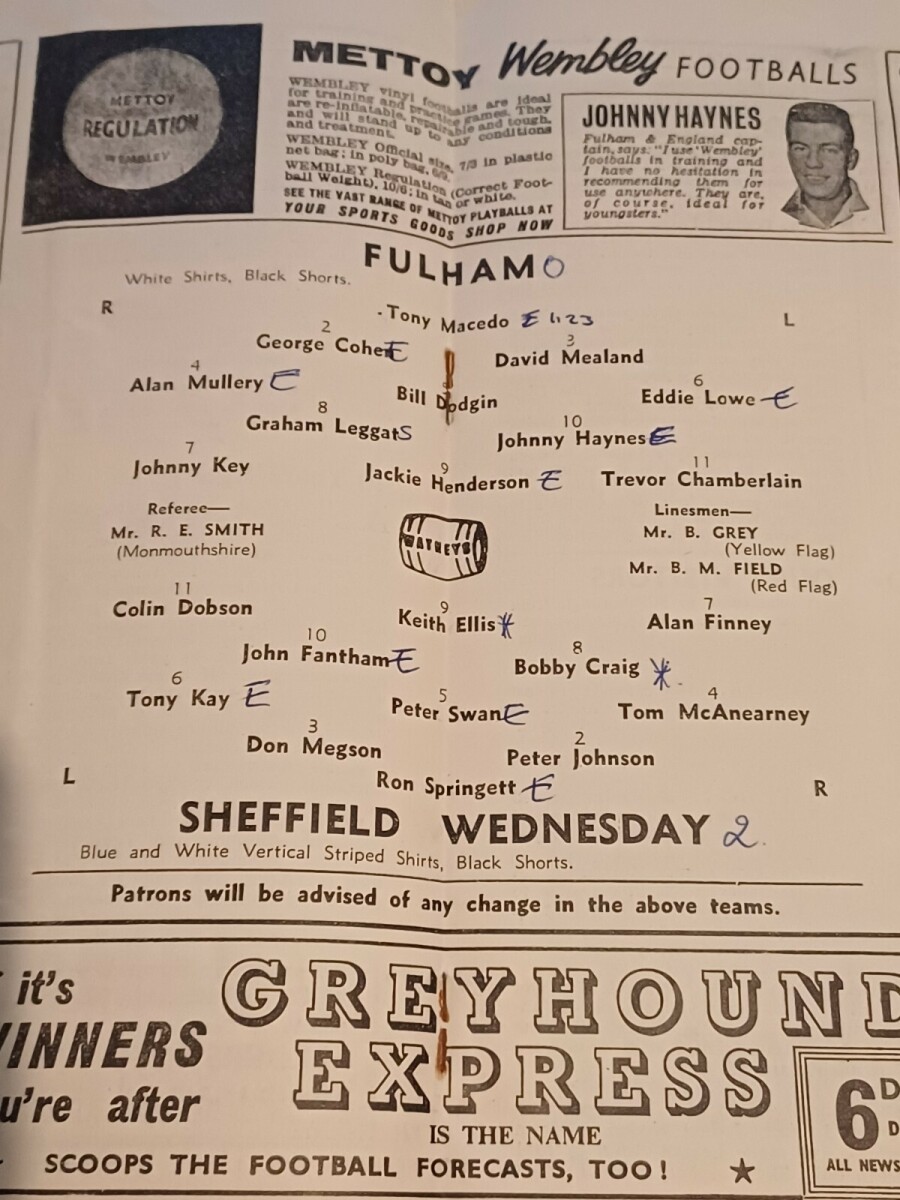 METTOY Wembley FOOTBALLS
METTOY
REGULATION
WEMBLEY
WEMBLEY vinyl footballs are ideal
for training and practice games. They
are re-inflatable, repairable and tough,
and will stand up to any conditions
and treatment.
WEMBLEY Official size, 7/3 in plastic
net bag; in poly bag, 6/9.
WEMBLEY Regulation (Correct Foot-
ball Weight), 10/6; in tan or white.
SEE THE VAST RANGE OF METTOY PLAYBALLS AT
YOUR SPORTS GOODS SHOP NOW
JOHNNY HAYNES
Fulham & England cap-
tain, says: "I use 'Wembley'
footballs in training and
I have no hesitation in
recommending them for
use anywhere. They are,
of course, ideal for
youngsters."
FULHAM 0
White Shirts, Black Shorts.
R
L
Tony Macedo E u23
2
George Cohen E
3
David Mealand
4
Alan Mullery E
Bill Dodgin
6
Eddie Lowe E
8
Graham Leggat S
10
Johnny Haynes E
7
Johnny Key
9
Jackie Henderson E
11
Trevor Chamberlain
Referee—
Mr. R. E. SMITH
(Monmouthshire)
WATNEYS
Linesmen—
Mr. B. GREY
(Yellow Flag)
Mr. B. M. FIELD
(Red Flag)
11
Colin Dobson
9
Keith Ellis *
7
Alan Finney
10
John Fantham E
8
Bobby Craig *
6
Tony Kay E
5
Peter Swan E
4
Tom McAnearney
3
Don Megson
2
Peter Johnson
L
Ron Springett E
R
SHEFFIELD WEDNESDAY 2
Blue and White Vertical Striped Shirts, Black Shorts.
Patrons will be advised of any change in the above teams.
it's
WINNERS
you're after
GREYHOUND
EXPRESS
IS THE NAME
SCOOPS THE FOOTBALL FORECASTS, TOO! ★
6D
ALL NEWS